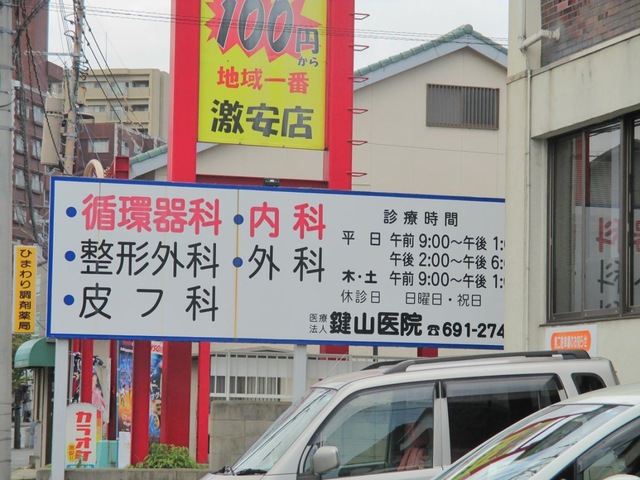 100円
から
地域一番
激安店
・循環器科・内科
・整形外科・外科
・皮フ科
診療時間
平日 午前9:00～午後1:
午後2:00～午後6:
木・土 午前9:00～午後1:
休診日 日曜日・祝日
医療法人 鍵山医院 ☎691-274
ひまわり調剤薬局
カラオケ